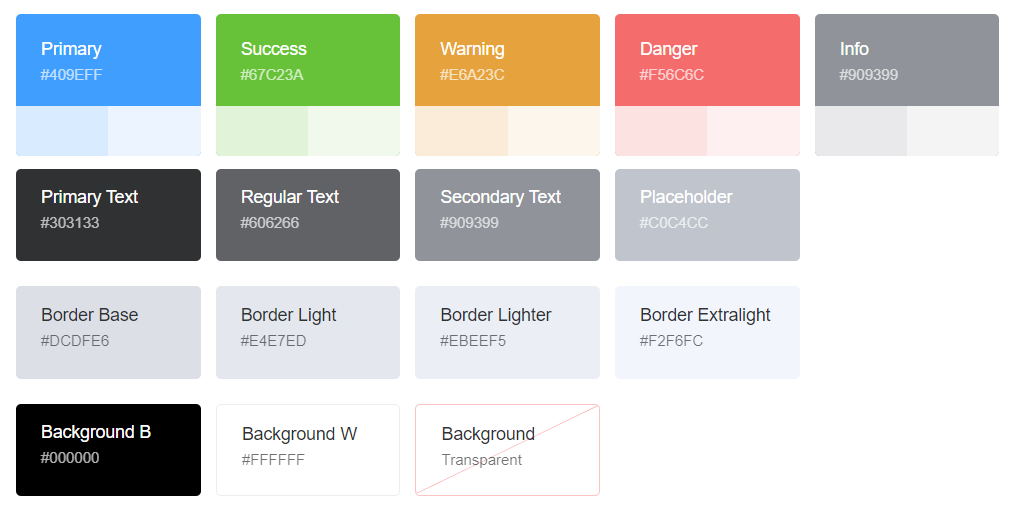 Primary
#409EFF
Success
#67C23A
Warning
#E6A23C
Danger
#F56C6C
Info
#909399
Primary Text
#303133
Regular Text
#606266
Secondary Text
#909399
Placeholder
#C0C4CC
Border Base
#DCDFE6
Border Light
#E4E7ED
Border Lighter
#EBEEF5
Border Extralight
#F2F6FC
Background B
#000000
Background W
#FFFFFF
Background
Transparent